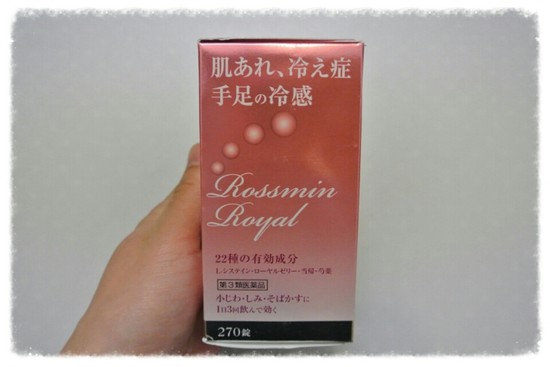 肌あれ、冷え症
手足の冷感
Rossmin
Royal
22種の有効成分
L-システイン・ローヤルゼリー・当帰・芍薬
第3類医薬品
小じわ・しみ・そばかすに
1日3回飲んで効く
270錠